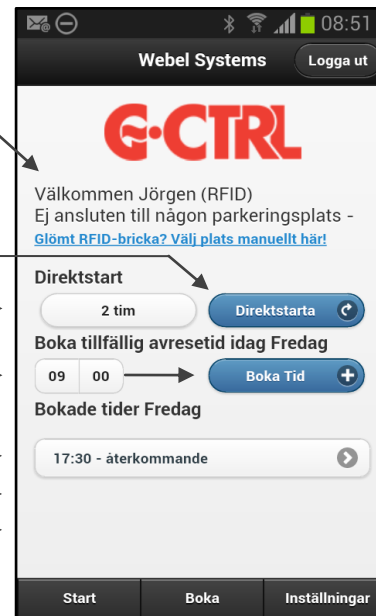 08:51
Webel Systems Logga ut
G·CTRL
Välkommen Jörgen (RFID)
Ej ansluten till någon parkeringsplats -
Glömt RFID-bricka? Välj plats manuellt här!
Direktstart
2 tim Direktstarta
Boka tillfällig avresetid idag Fredag
09 00 Boka Tid
Bokade tider Fredag
17:30 - återkommande
Start Boka Inställningar